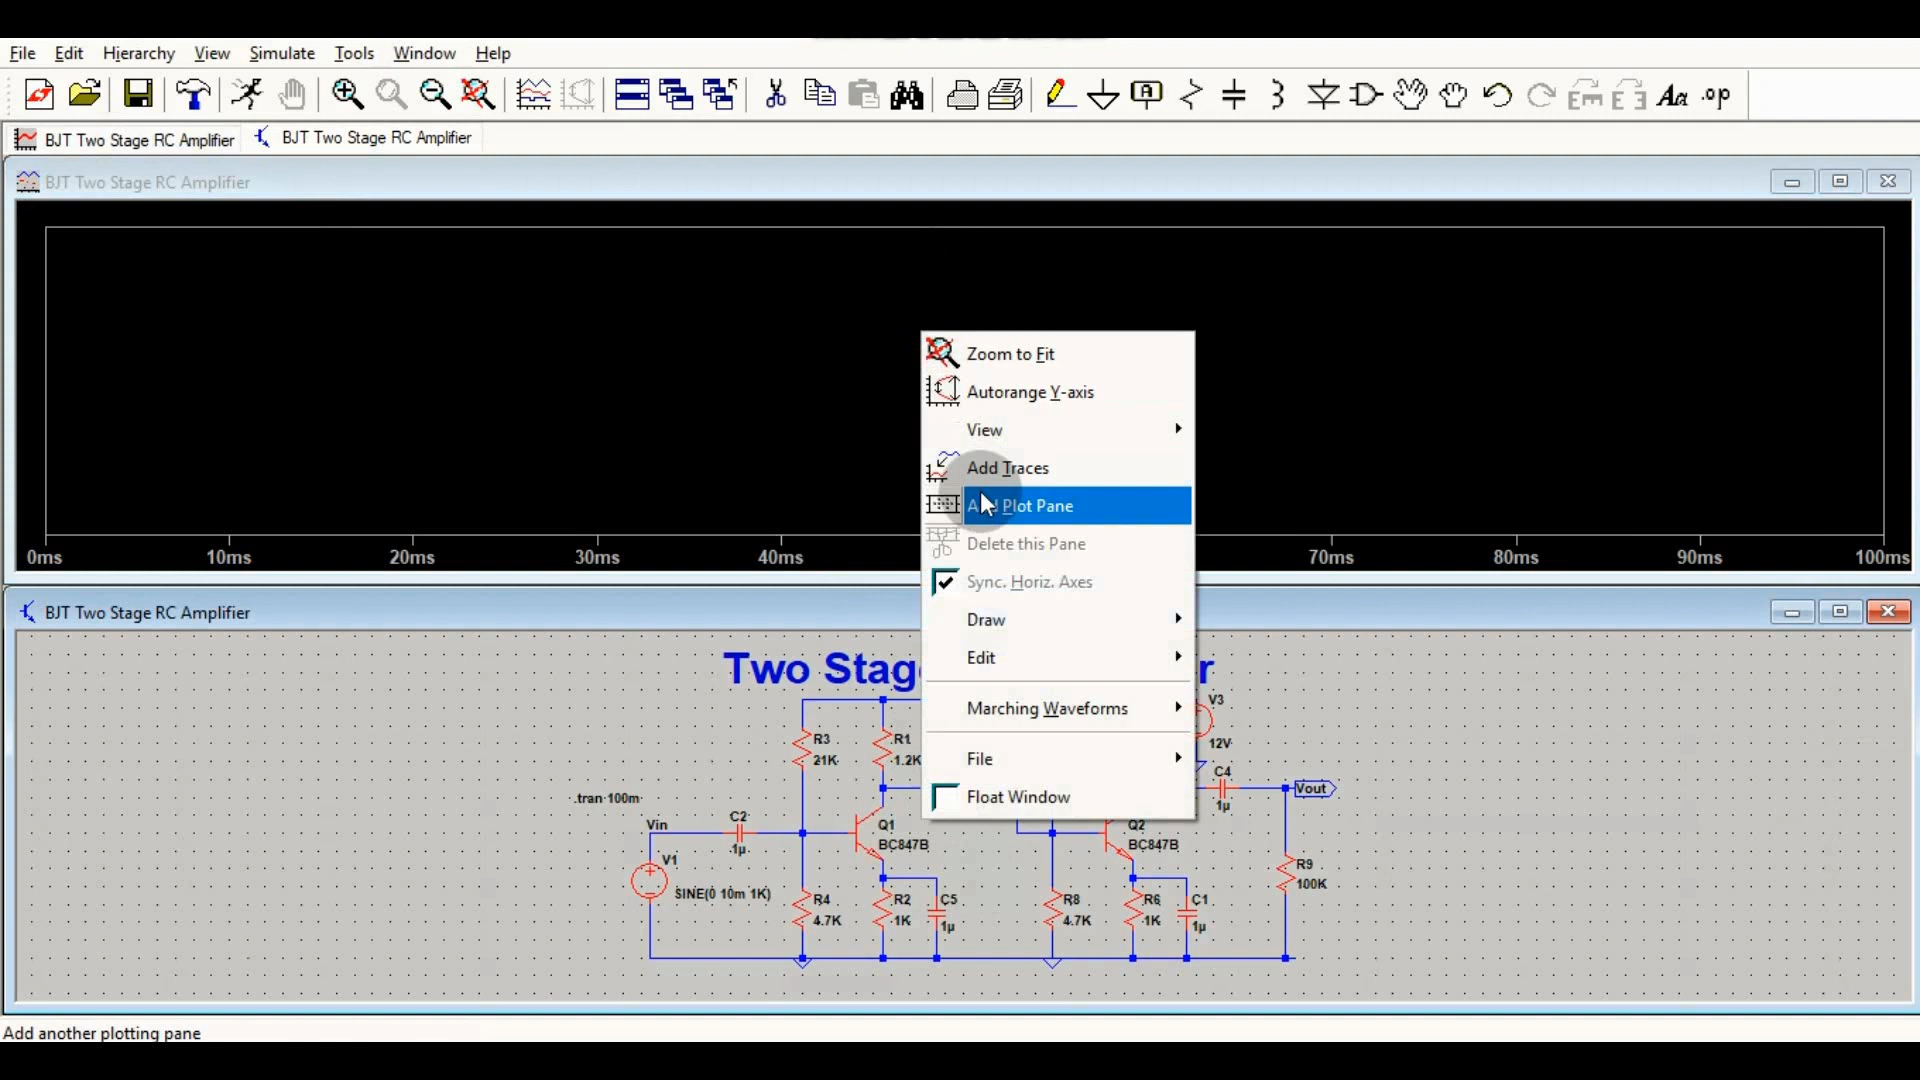 File Edit Hierarchy View Simulate Tools Window Help
A Aa .op
BJT Two Stage RC Amplifier BJT Two Stage RC Amplifier
BJT Two Stage RC Amplifier
Zoom to Fit
Autorange Y-axis
View
Add Traces
Plot Pane
Delete this Pane
Sync. Horiz. Axes
Draw
Edit
Marching Waveforms
File
Float Window
0ms 10ms 20ms 30ms 40ms 70ms 80ms 90ms 100ms
BJT Two Stage RC Amplifier
Two Stag r
V3
12V
R3
21K
R1
1.2K
C4
1µ
Vout
.tran 100m
Vin
C2
1µ
Q1
BC847B
Q2
BC847B
V1
SINE(0 10m 1K)
R4
4.7K
R2
1K
C5
1µ
R8
4.7K
R6
1K
C1
1µ
R9
100K
Add another plotting pane